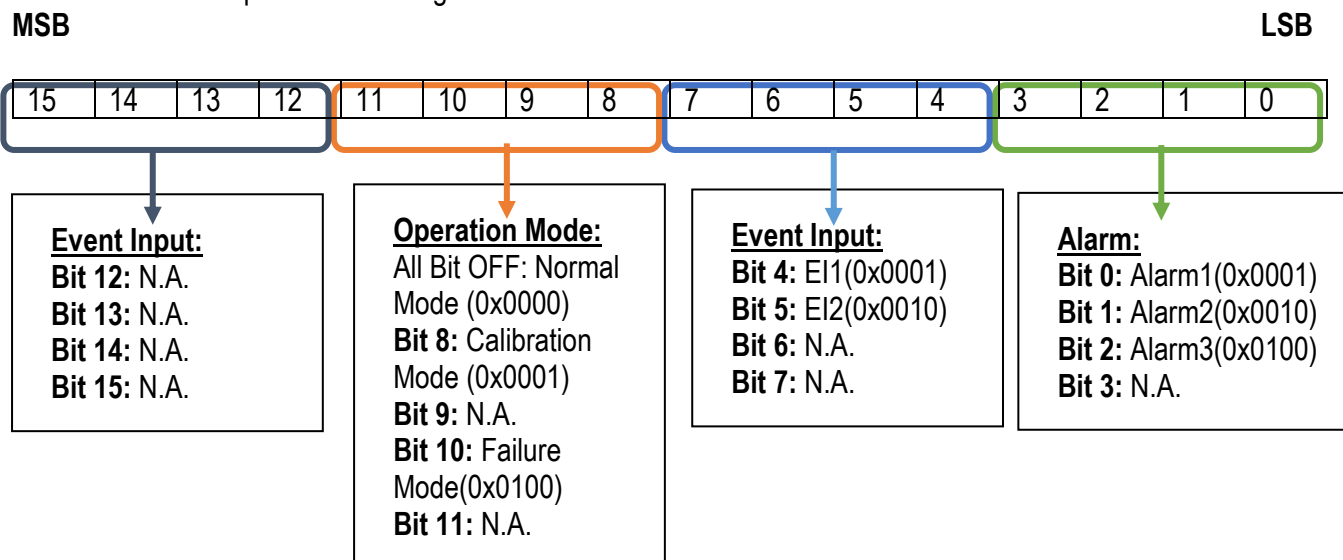 MSB LSB
15 14 13 12 11 10 9 8 7 6 5 4 3 2 1 0
Event Input:
Bit 12: N.A.
Bit 13: N.A.
Bit 14: N.A.
Bit 15: N.A.
Operation Mode:
All Bit OFF: Normal
Mode (0x0000)
Bit 8: Calibration
Mode (0x0001)
Bit 9: N.A.
Bit 10: Failure
Mode(0x0100)
Bit 11: N.A.
Event Input:
Bit 4: EI1(0x0001)
Bit 5: EI2(0x0010)
Bit 6: N.A.
Bit 7: N.A.
Alarm:
Bit 0: Alarm1(0x0001)
Bit 1: Alarm2(0x0010)
Bit 2: Alarm3(0x0100)
Bit 3: N.A.